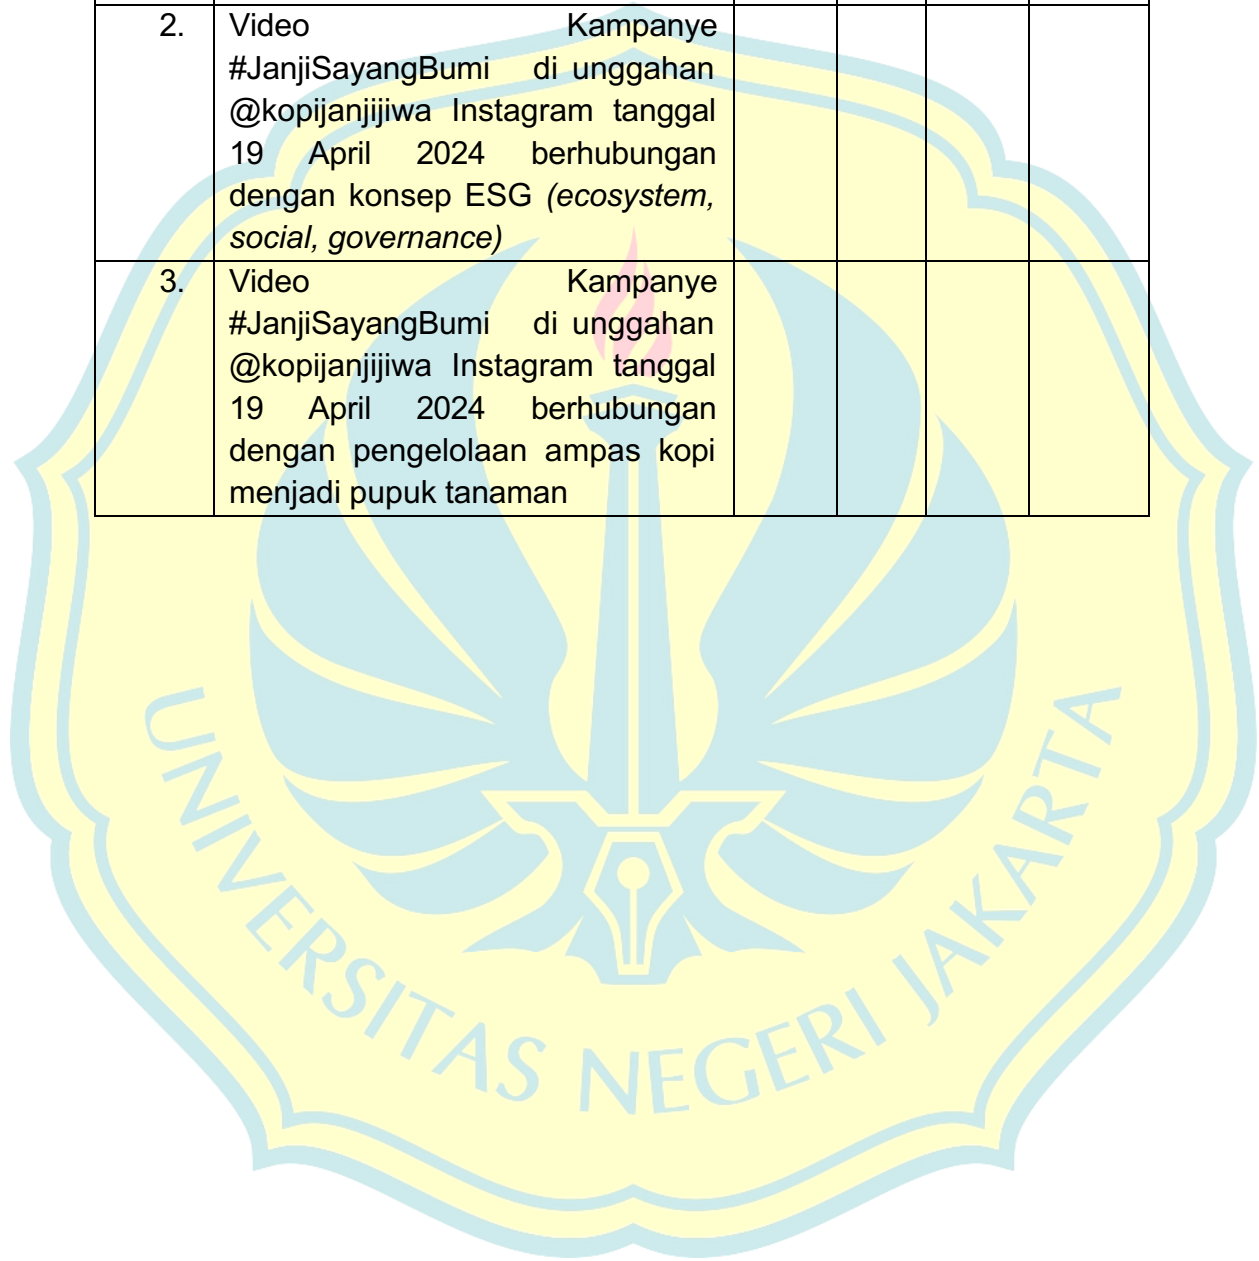 2. Video Kampanye
#JanjiSayangBumi di unggahan
@kopijanjijiwa Instagram tanggal
19 April 2024 berhubungan
dengan konsep ESG (ecosystem,
social, governance)
3. Video Kampanye
#JanjiSayangBumi di unggahan
@kopijanjijiwa Instagram tanggal
19 April 2024 berhubungan
dengan pengelolaan ampas kopi
menjadi pupuk tanaman
UNIVERSITAS NEGERI JAKARTA